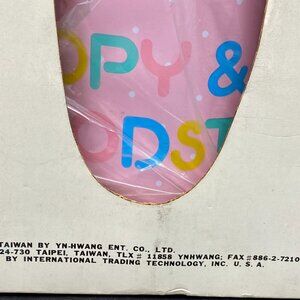 OPY &
ODST
TAIWAN BY YN-HWANG ENT. CO., LTD.
24-730 TAIPEI, TAIWAN, TLX # 11858 YNHWANG; FAX #886-2-7210
BY INTERNATIONAL TRADING TECHNOLOGY, INC. U. S. A.